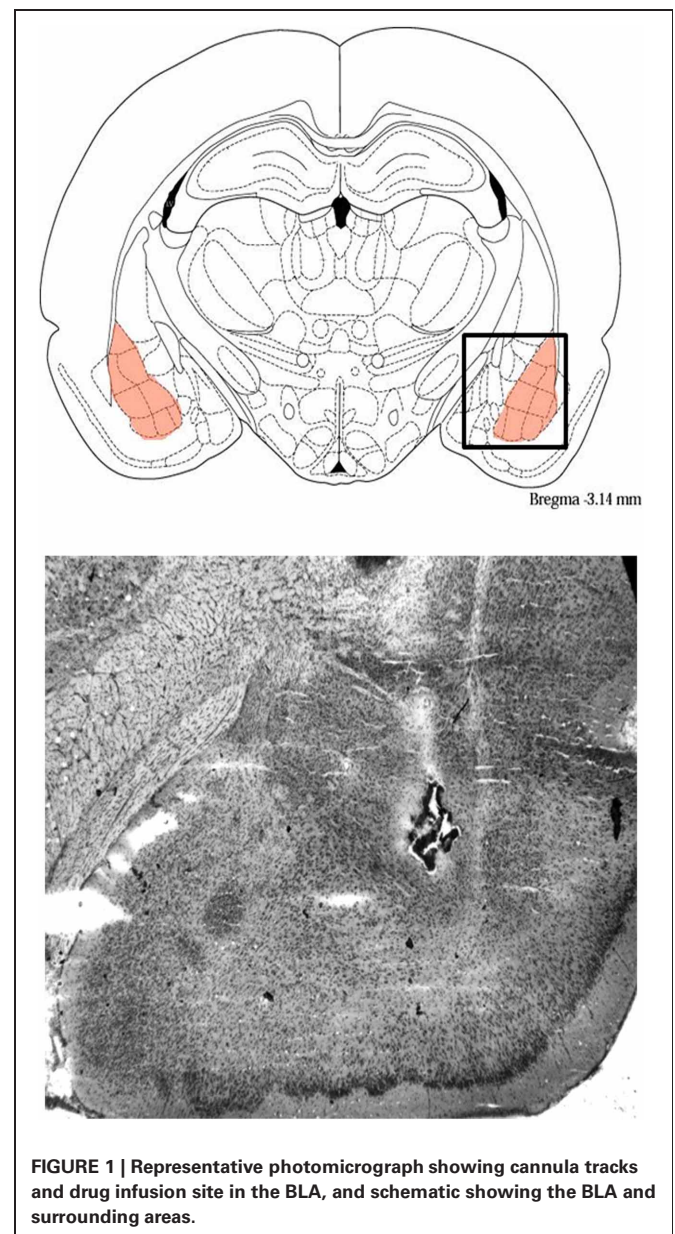 Bregma -3.14 mm
FIGURE 1 | Representative photomicrograph showing cannula tracks
and drug infusion site in the BLA, and schematic showing the BLA and
surrounding areas.